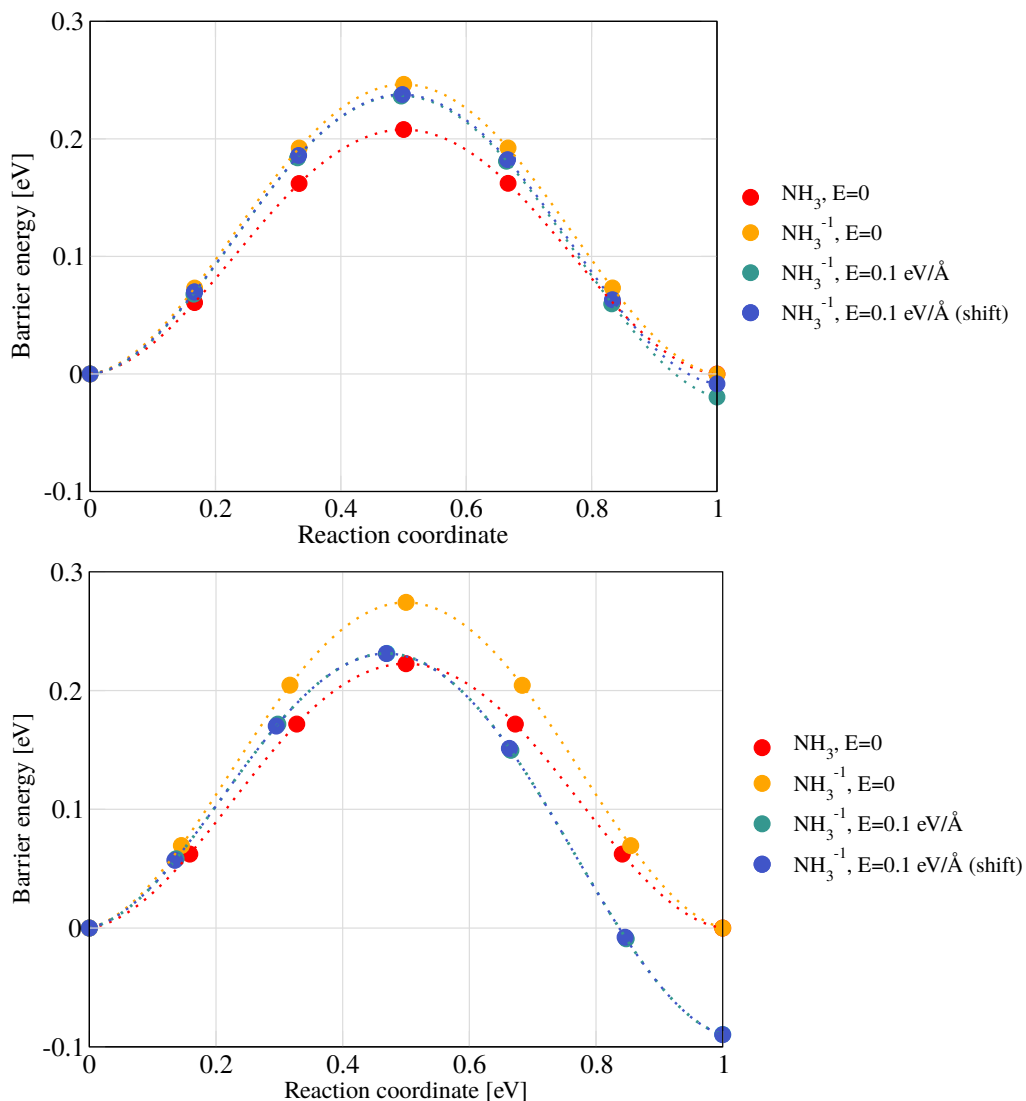 0.3
0.2
0.1
0
-0.1
Barrier energy [eV]
0
0.2
0.4
0.6
0.8
1
Reaction coordinate
NH₃, E=0
NH₃⁻¹, E=0
NH₃⁻¹, E=0.1 eV/Å
NH₃⁻¹, E=0.1 eV/Å (shift)
0.3
0.2
0.1
0
-0.1
Barrier energy [eV]
0
0.2
0.4
0.6
0.8
1
Reaction coordinate [eV]
NH₃, E=0
NH₃⁻¹, E=0
NH₃⁻¹, E=0.1 eV/Å
NH₃⁻¹, E=0.1 eV/Å (shift)